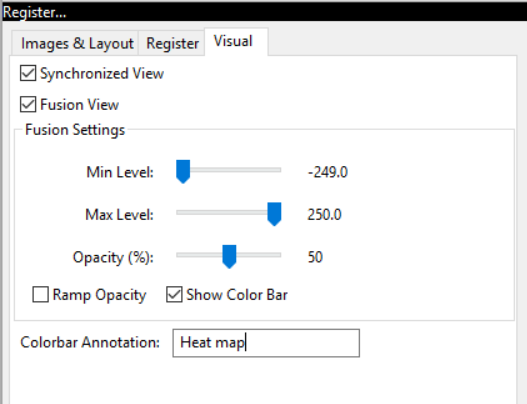 Register...
Images & Layout Register Visual
Synchronized View
Fusion View
Fusion Settings
Min Level: -249.0
Max Level: 250.0
Opacity (%): 50
Ramp Opacity Show Color Bar
Colorbar Annotation: Heat map